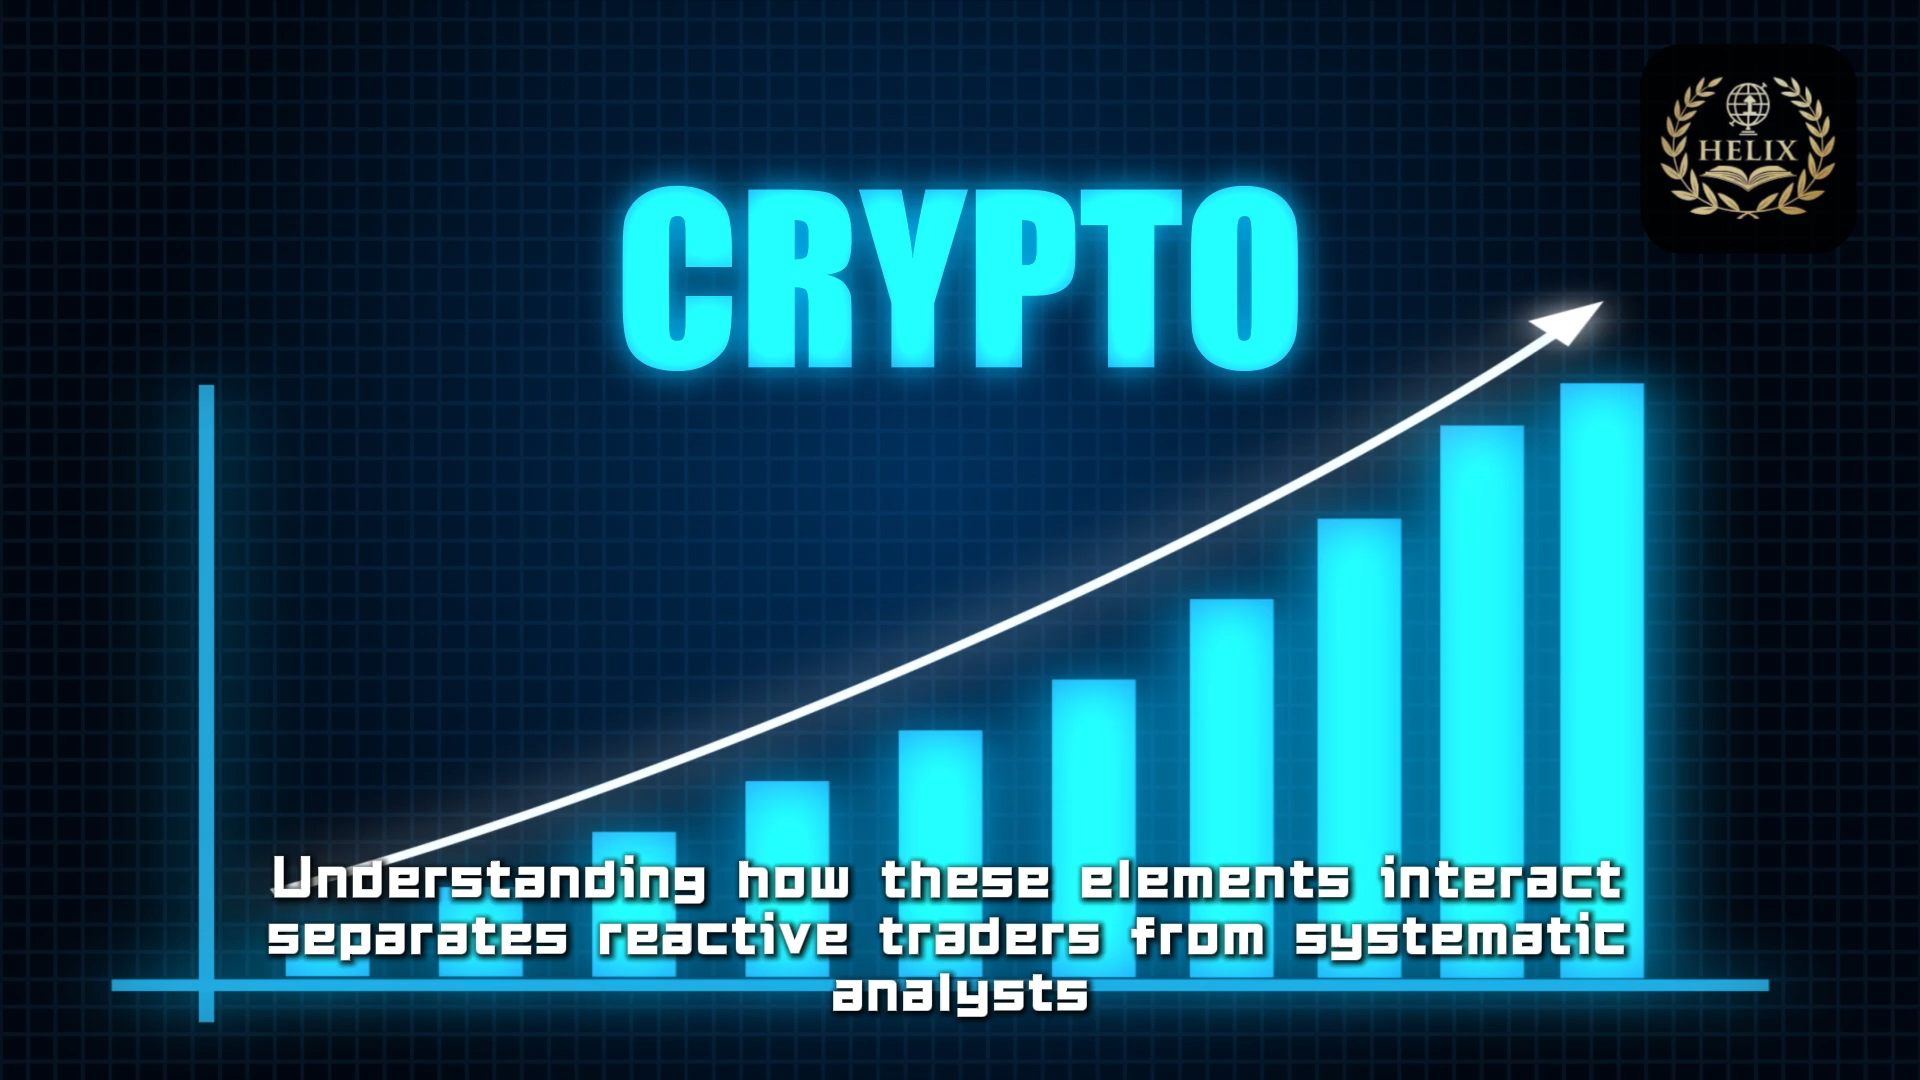 HELIX
CRYPTO
Understanding how these elements interact
separates reactive traders from systematic
analysts